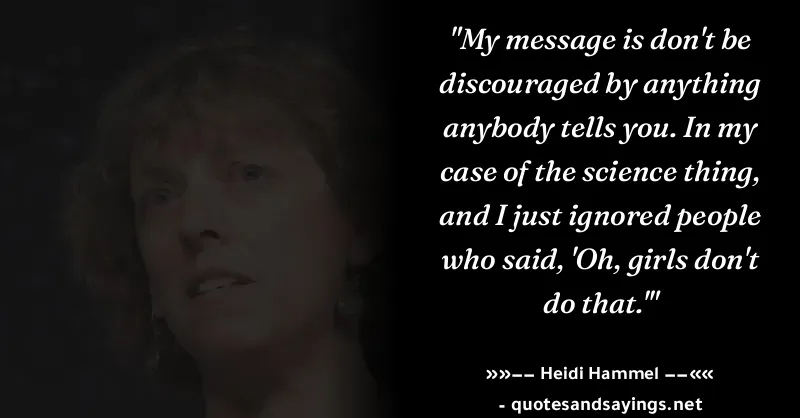 "My message is don't be
discouraged by anything
anybody tells you. In my
case of the science thing,
and I just ignored people
who said, 'Oh, girls don't
do that.'"
»»−− Heidi Hammel −−««
- quotesandsayings.net